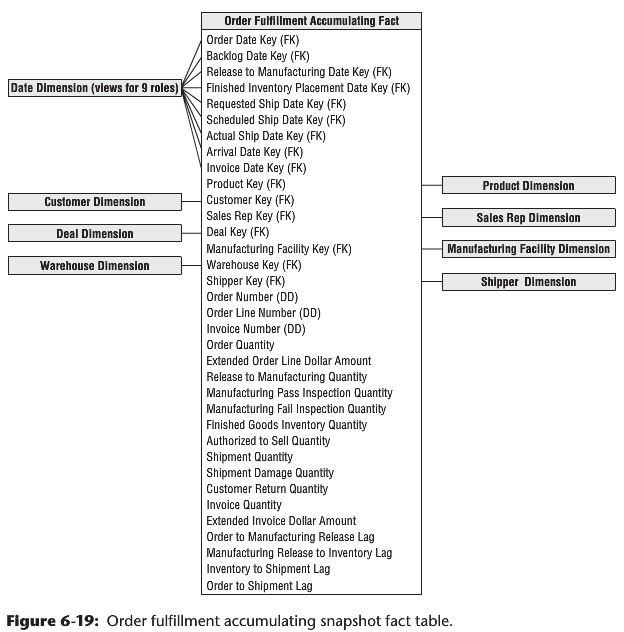 Order Fulfillment Accumulating Fact
Order Date Key (FK)
Backlog Date Key (FK)
Release to Manufacturing Date Key (FK)
Date Dimension (views for 9 roles)
Finished Inventory Placement Date Key (FK)
Requested Ship Date Key (FK)
Scheduled Ship Date Key (FK)
Actual Ship Date Key (FK)
Arrival Date Key (FK)
Invoice Date Key (FK)
Product Key (FK)
Product Dimension
Customer Dimension
Customer Key (FK)
Sales Rep Key (FK)
Sales Rep Dimension
Deal Dimension
Deal Key (FK)
Manufacturing Facility Key (FK)
Manufacturing Facility Dimension
Warehouse Dimension
Warehouse Key (FK)
Shipper Key (FK)
Shipper Dimension
Order Number (DD)
Order Line Number (DD)
Invoice Number (DD)
Order Quantity
Extended Order Line Dollar Amount
Release to Manufacturing Quantity
Manufacturing Pass Inspection Quantity
Manufacturing Fail Inspection Quantity
Finished Goods Inventory Quantity
Authorized to Sell Quantity
Shipment Quantity
Shipment Damage Quantity
Customer Return Quantity
Invoice Quantity
Extended Invoice Dollar Amount
Order to Manufacturing Release Lag
Manufacturing Release to Inventory Lag
Inventory to Shipment Lag
Order to Shipment Lag
Figure 6-19: Order fulfillment accumulating snapshot fact table.